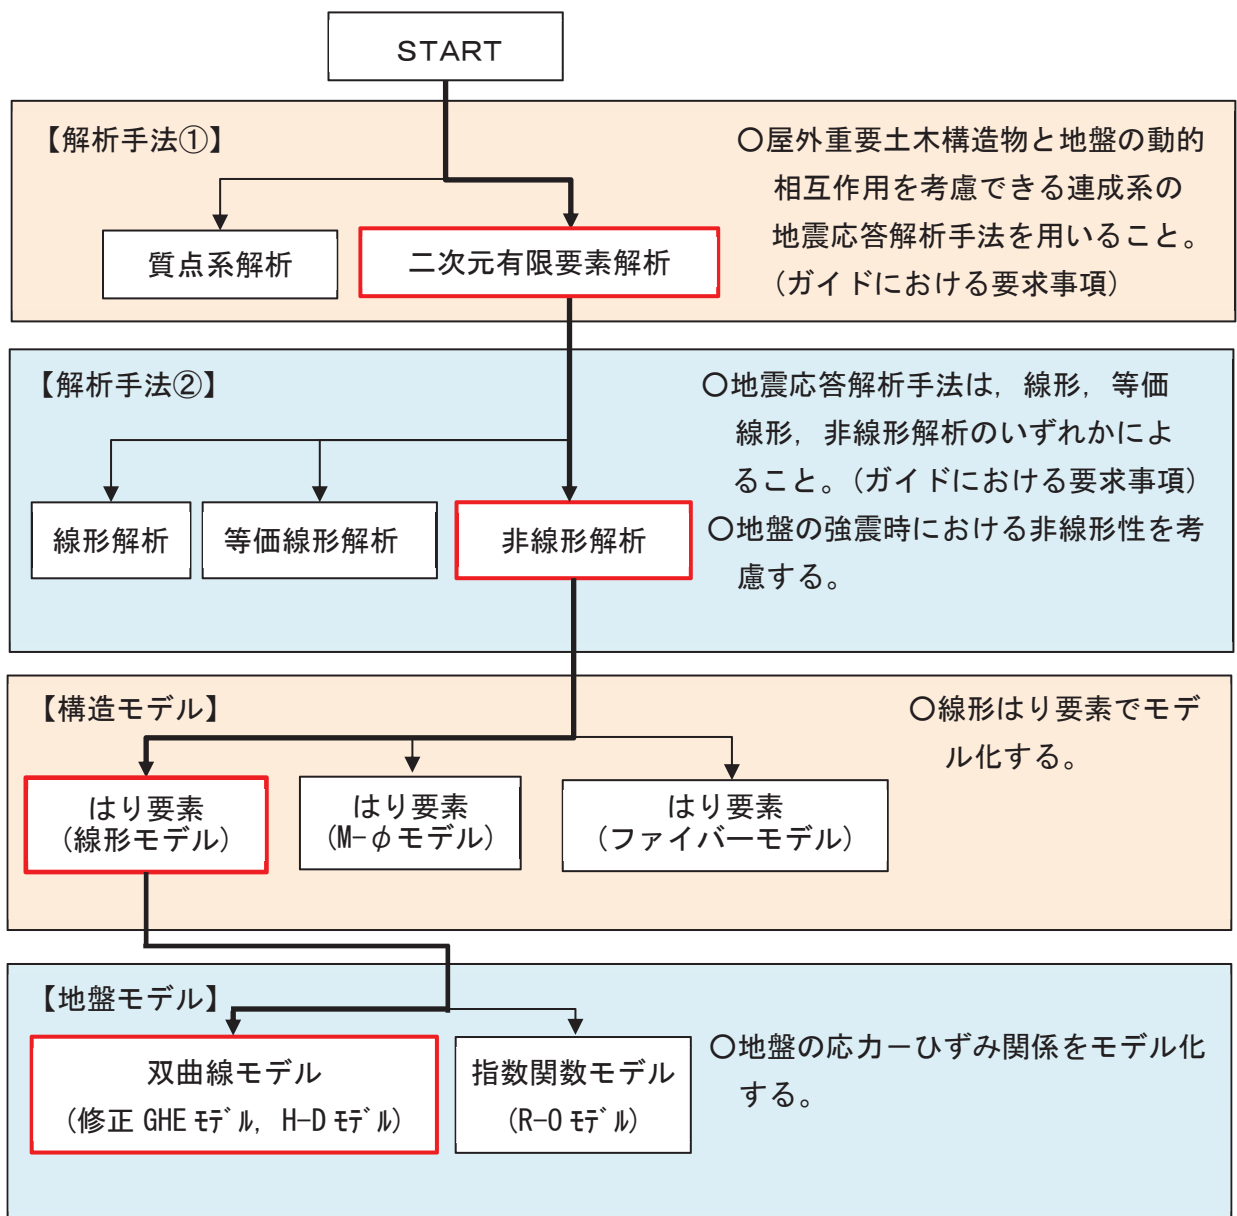 START
【解析手法①】
○屋外重要土木構造物と地盤の動的
相互作用を考慮できる連成系の
地震応答解析手法を用いること。
(ガイドにおける要求事項)
質点系解析
二次元有限要素解析
【解析手法②】
○地震応答解析手法は，線形，等価
線形，非線形解析のいずれかによ
ること。(ガイドにおける要求事項)
○地盤の強震時における非線形性を考
慮する。
線形解析
等価線形解析
非線形解析
【構造モデル】
○線形はり要素でモデ
ル化する。
はり要素
(線形モデル)
はり要素
(M-φモデル)
はり要素
(ファイバーモデル)
【地盤モデル】
○地盤の応力－ひずみ関係をモデル化
する。
双曲線モデル
(修正 GHE ﾓﾃﾞﾙ，H-D ﾓﾃﾞﾙ)
指数関数モデル
(R-O ﾓﾃﾞﾙ)